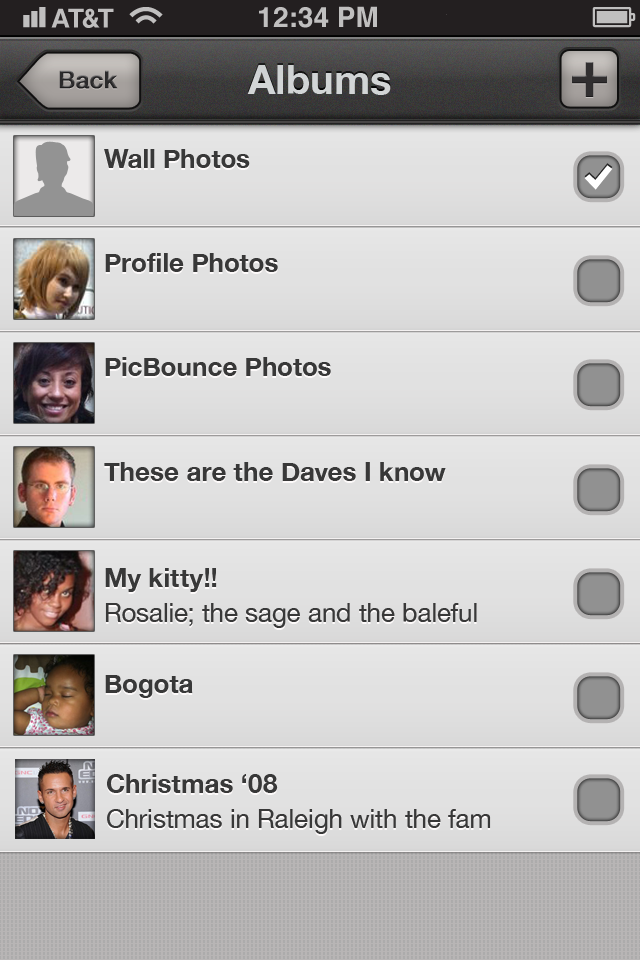 AT&T 12:34 PM
Back Albums
Wall Photos
Profile Photos
PicBounce Photos
These are the Daves I know
My kitty!!
Rosalie; the sage and the baleful
Bogota
Christmas ‘08
Christmas in Raleigh with the fam